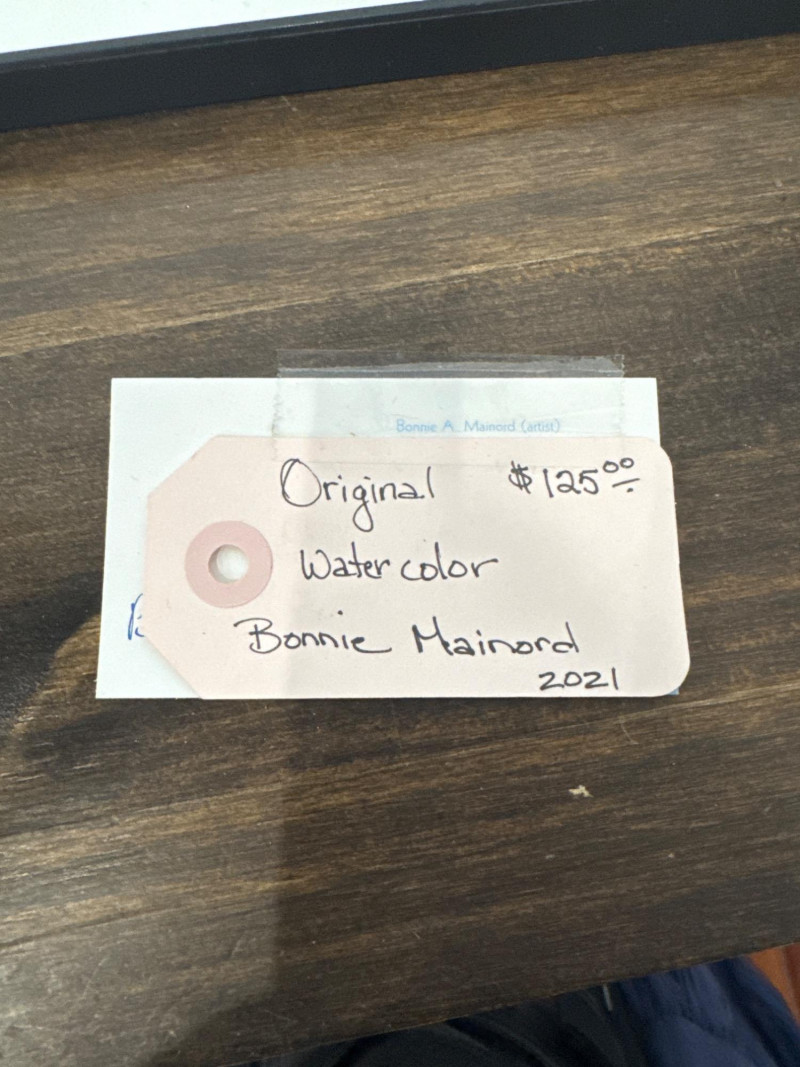 Bonnie A. Mainord (artist)
Original $125.00
Water color
Bonnie Mainord
2021